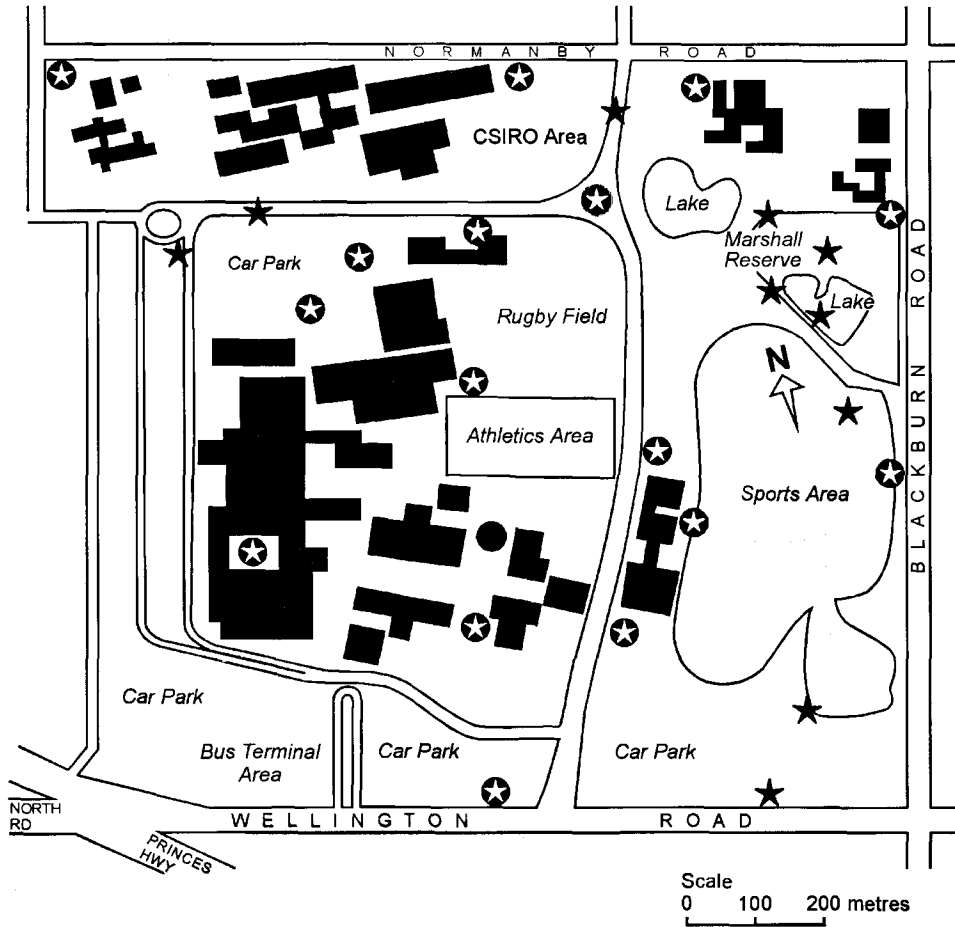 NORMANBY ROAD
CSIRO Area
Lake
Marshall
Reserve
Car Park
Lake
Rugby Field
BLACKBURN ROAD
N
Athletics Area
Sports Area
Car Park
Bus Terminal
Area
Car Park
Car Park
NORTH
RD
WELLINGTON ROAD
PRINCES
HWY
Scale
0 100 200 metres